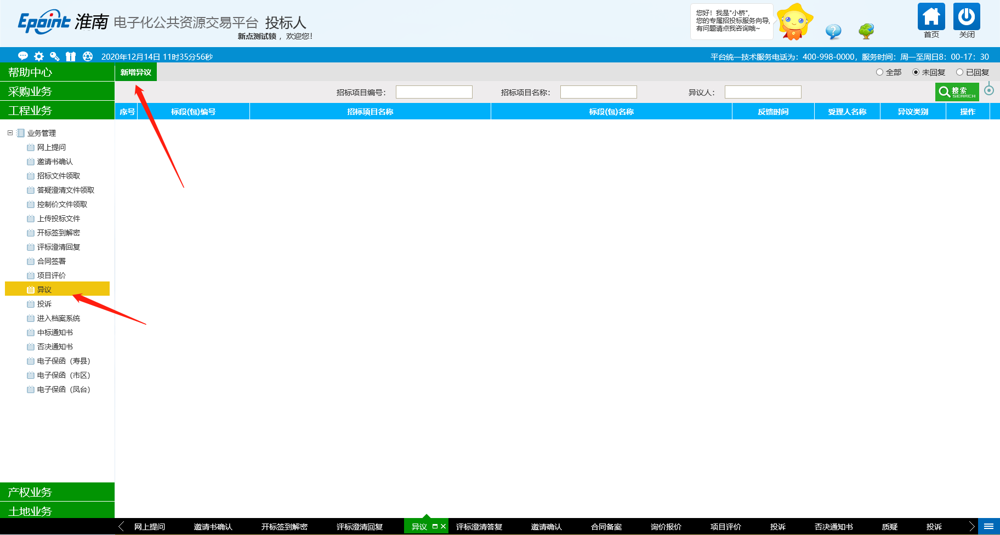 Epoint 淮南 电子化公共资源交易平台 投标人
新点测试锁 ，欢迎您!
您好！我是"小桥",
您的专属招投标服务向导,
有问题请点我咨询哦~
首页 关闭
2020年12月14日 11时35分56秒
平台统一技术服务电话为：400-998-0000，服务时间：周一至周日8：00-17：30
帮助中心
采购业务
工程业务
业务管理
网上提问
邀请书确认
招标文件领取
答疑澄清文件领取
控制价文件领取
上传投标文件
开标签到解密
评标澄清回复
合同签署
项目评价
异议
投诉
进入档案系统
中标通知书
否决通知书
电子保函（寿县）
电子保函（市区）
电子保函（凤台）
产权业务
土地业务
新增异议
全部 未回复 已回复
招标项目编号： 招标项目名称： 异议人： 搜索 SEARCH
序号 标段(包)编号 招标项目名称 标段(包)名称 反馈时间 受理人名称 异议类别 操作
网上提问 邀请书确认 开标签到解密 评标澄清回复 异议 评标澄清答复 邀请确认 合同备案 询价报价 项目评价 投诉 否决通知书 质疑 投诉